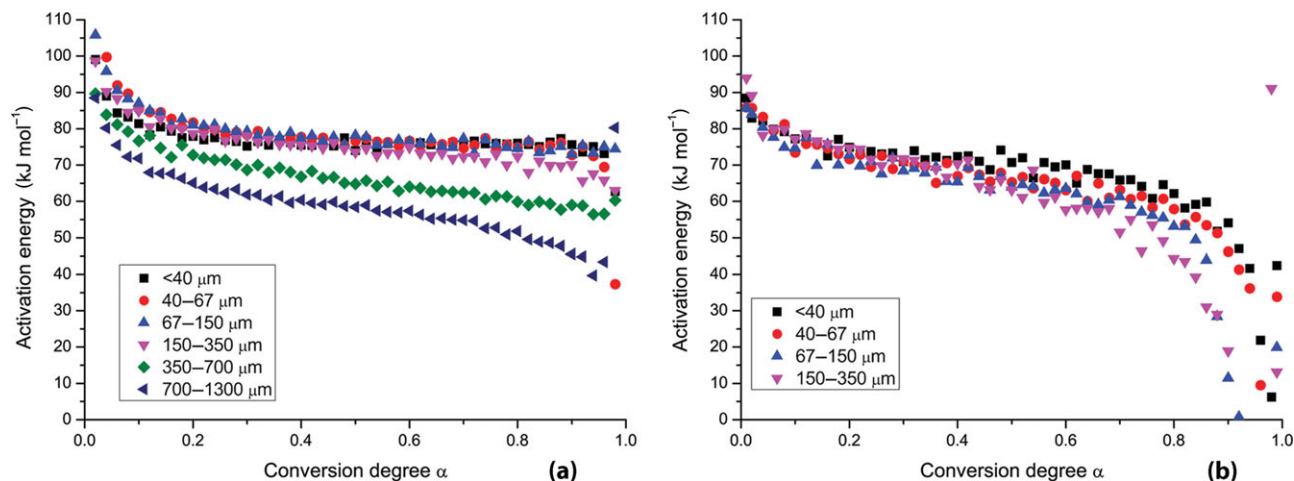 110
100
90
80
70
60
50
40
30
20
10
0
Activation energy (kJ mol⁻¹)
<40 μm
40–67 μm
67–150 μm
150–350 μm
350–700 μm
700–1300 μm
0.0 0.2 0.4 0.6 0.8 1.0
Conversion degree α
(a)
110
100
90
80
70
60
50
40
30
20
10
0
Activation energy (kJ mol⁻¹)
<40 μm
40–67 μm
67–150 μm
150–350 μm
0.0 0.2 0.4 0.6 0.8 1.0
Conversion degree α
(b)